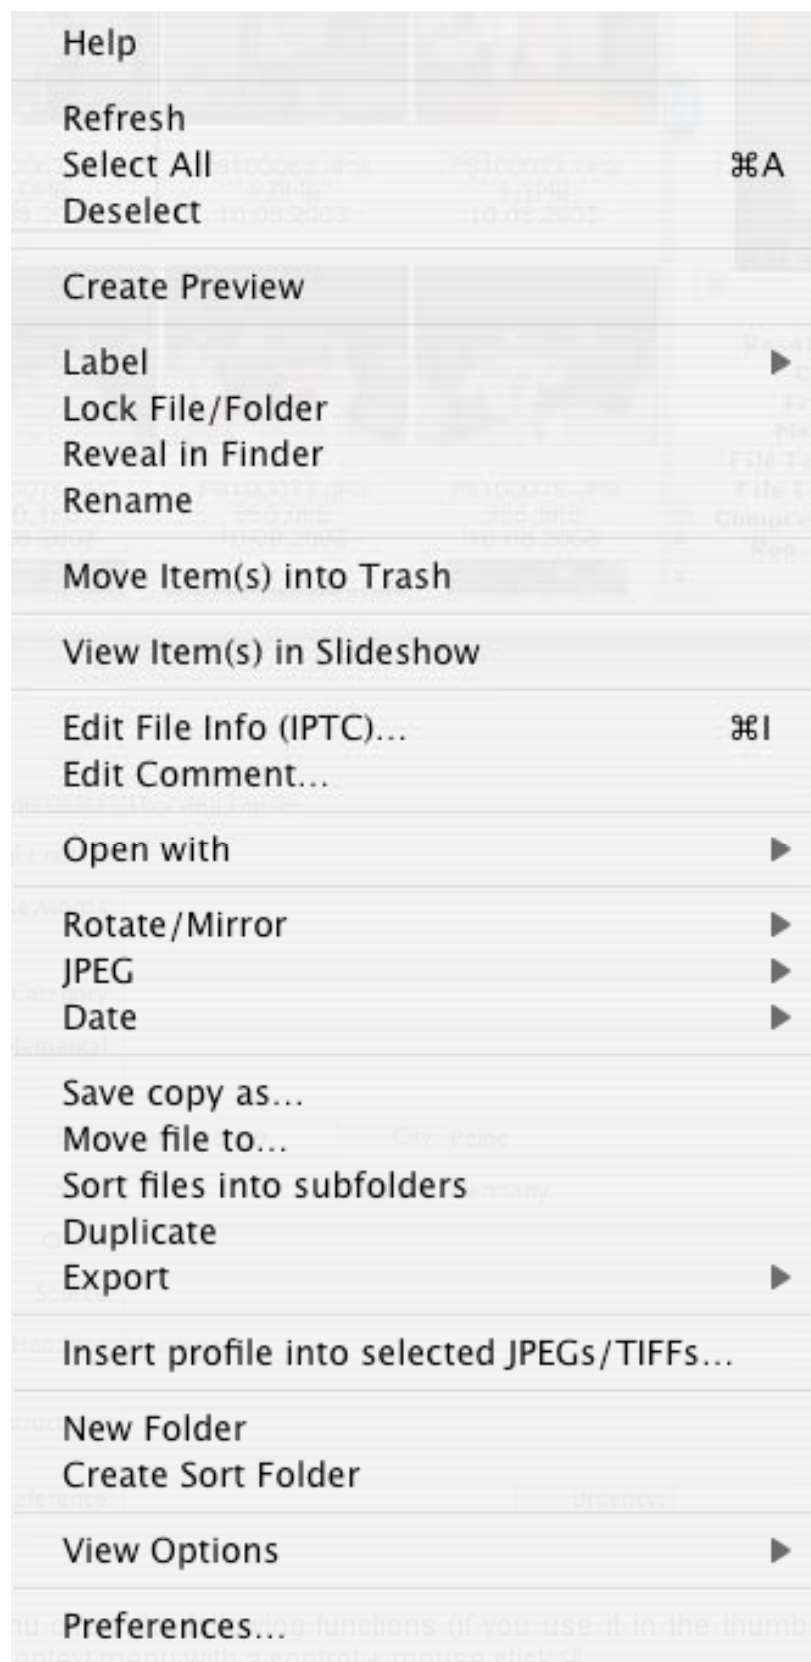 Help
Refresh
Select All ⌘A
Deselect
Create Preview
Label ▶
Lock File/Folder
Reveal in Finder
Rename
Move Item(s) into Trash
View Item(s) in Slideshow
Edit File Info (IPTC)... ⌘I
Edit Comment...
Open with ▶
Rotate/Mirror ▶
JPEG ▶
Date ▶
Save copy as...
Move file to...
Sort files into subfolders
Duplicate
Export ▶
Insert profile into selected JPEGs/TIFFs...
New Folder
Create Sort Folder
View Options ▶
Preferences...